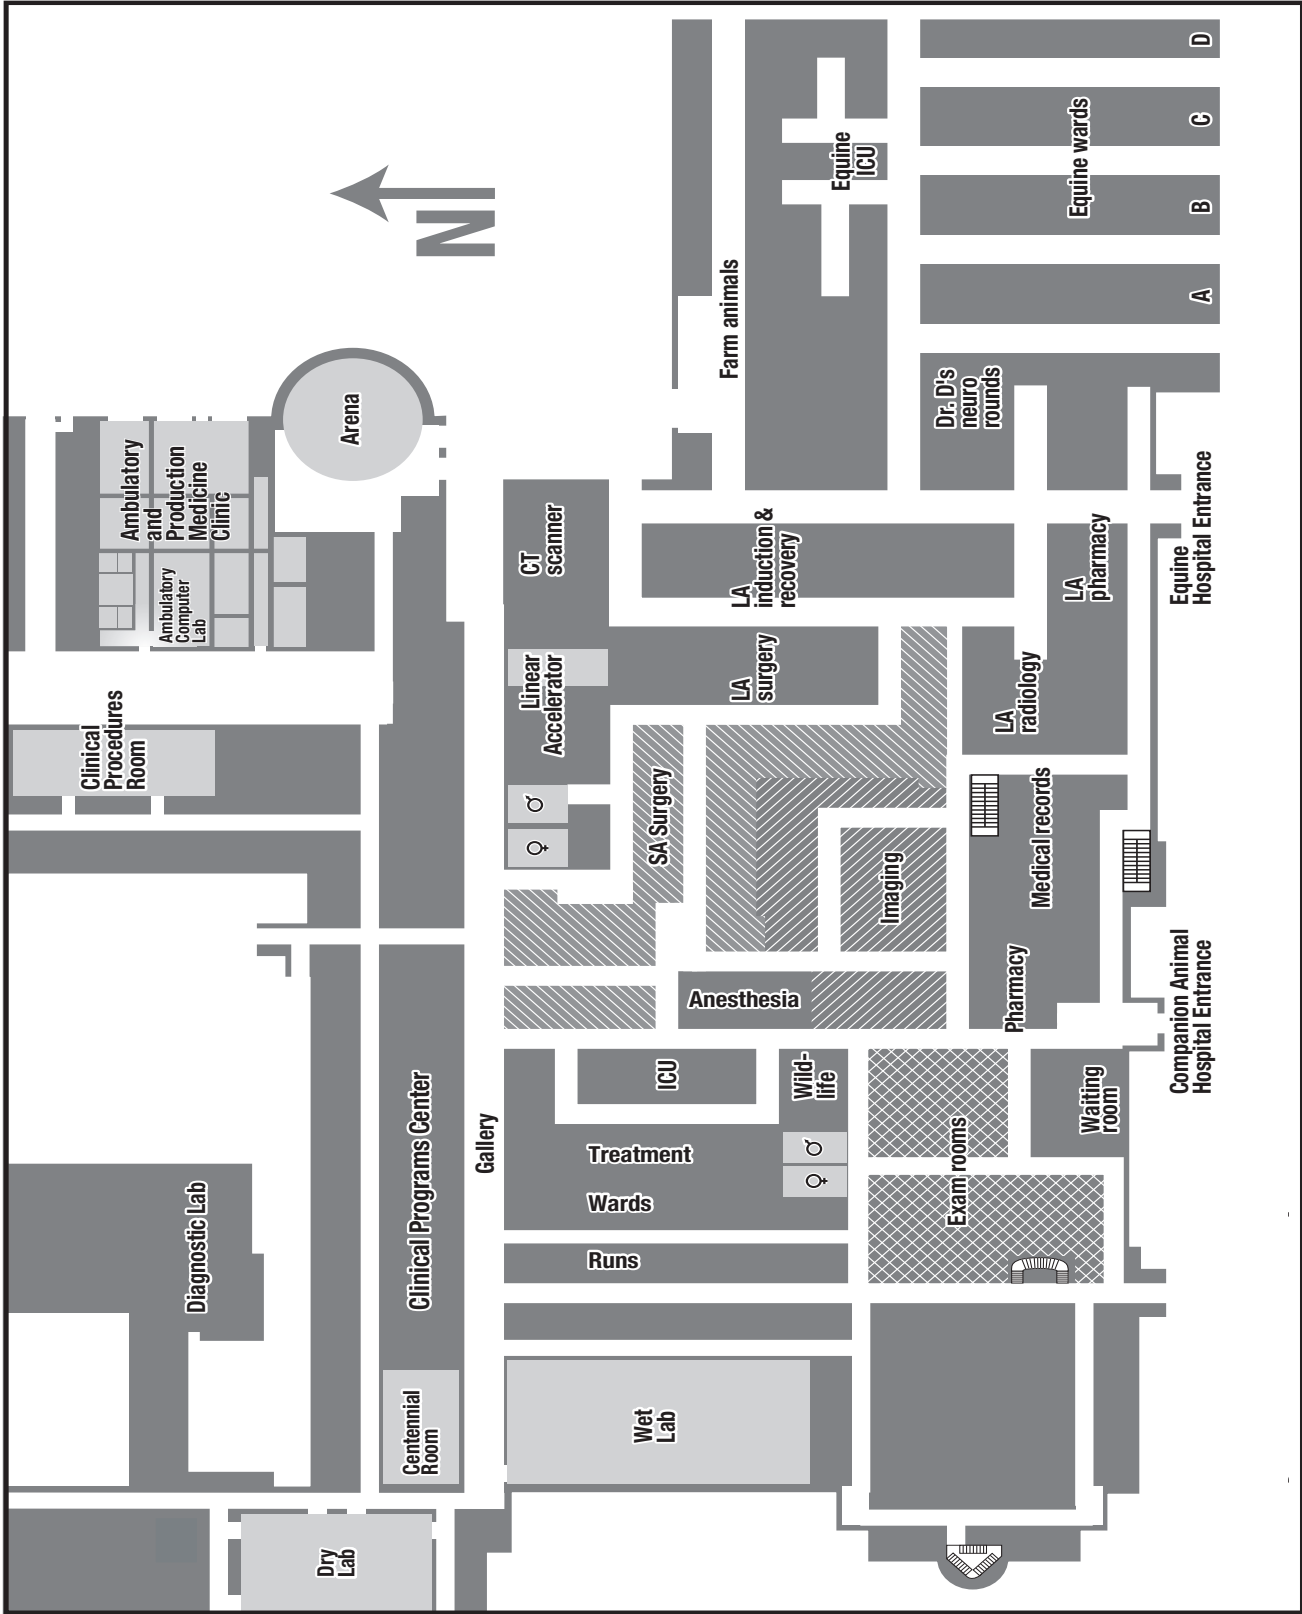 Dry
Lab
Centennial
Room
Wet
Lab
Diagnostic Lab
Clinical Programs Center
Gallery
Runs
Wards
Treatment
ICU
Wild-
life
Exam rooms
Waiting
room
Companion Animal
Hospital Entrance
Pharmacy
Anesthesia
Imaging
Medical records
SA Surgery
♀
♂
♀
♂
Clinical
Procedures
Room
Linear
Accelerator
LA
surgery
LA
radiology
CT
scanner
LA
induction &
recovery
LA
pharmacy
Equine
Hospital Entrance
Ambulatory
Computer
Lab
Ambulatory
and
Production
Medicine
Clinic
Arena
Farm animals
Dr. D's
neuro
rounds
Equine
ICU
Equine wards
A
B
C
D
N